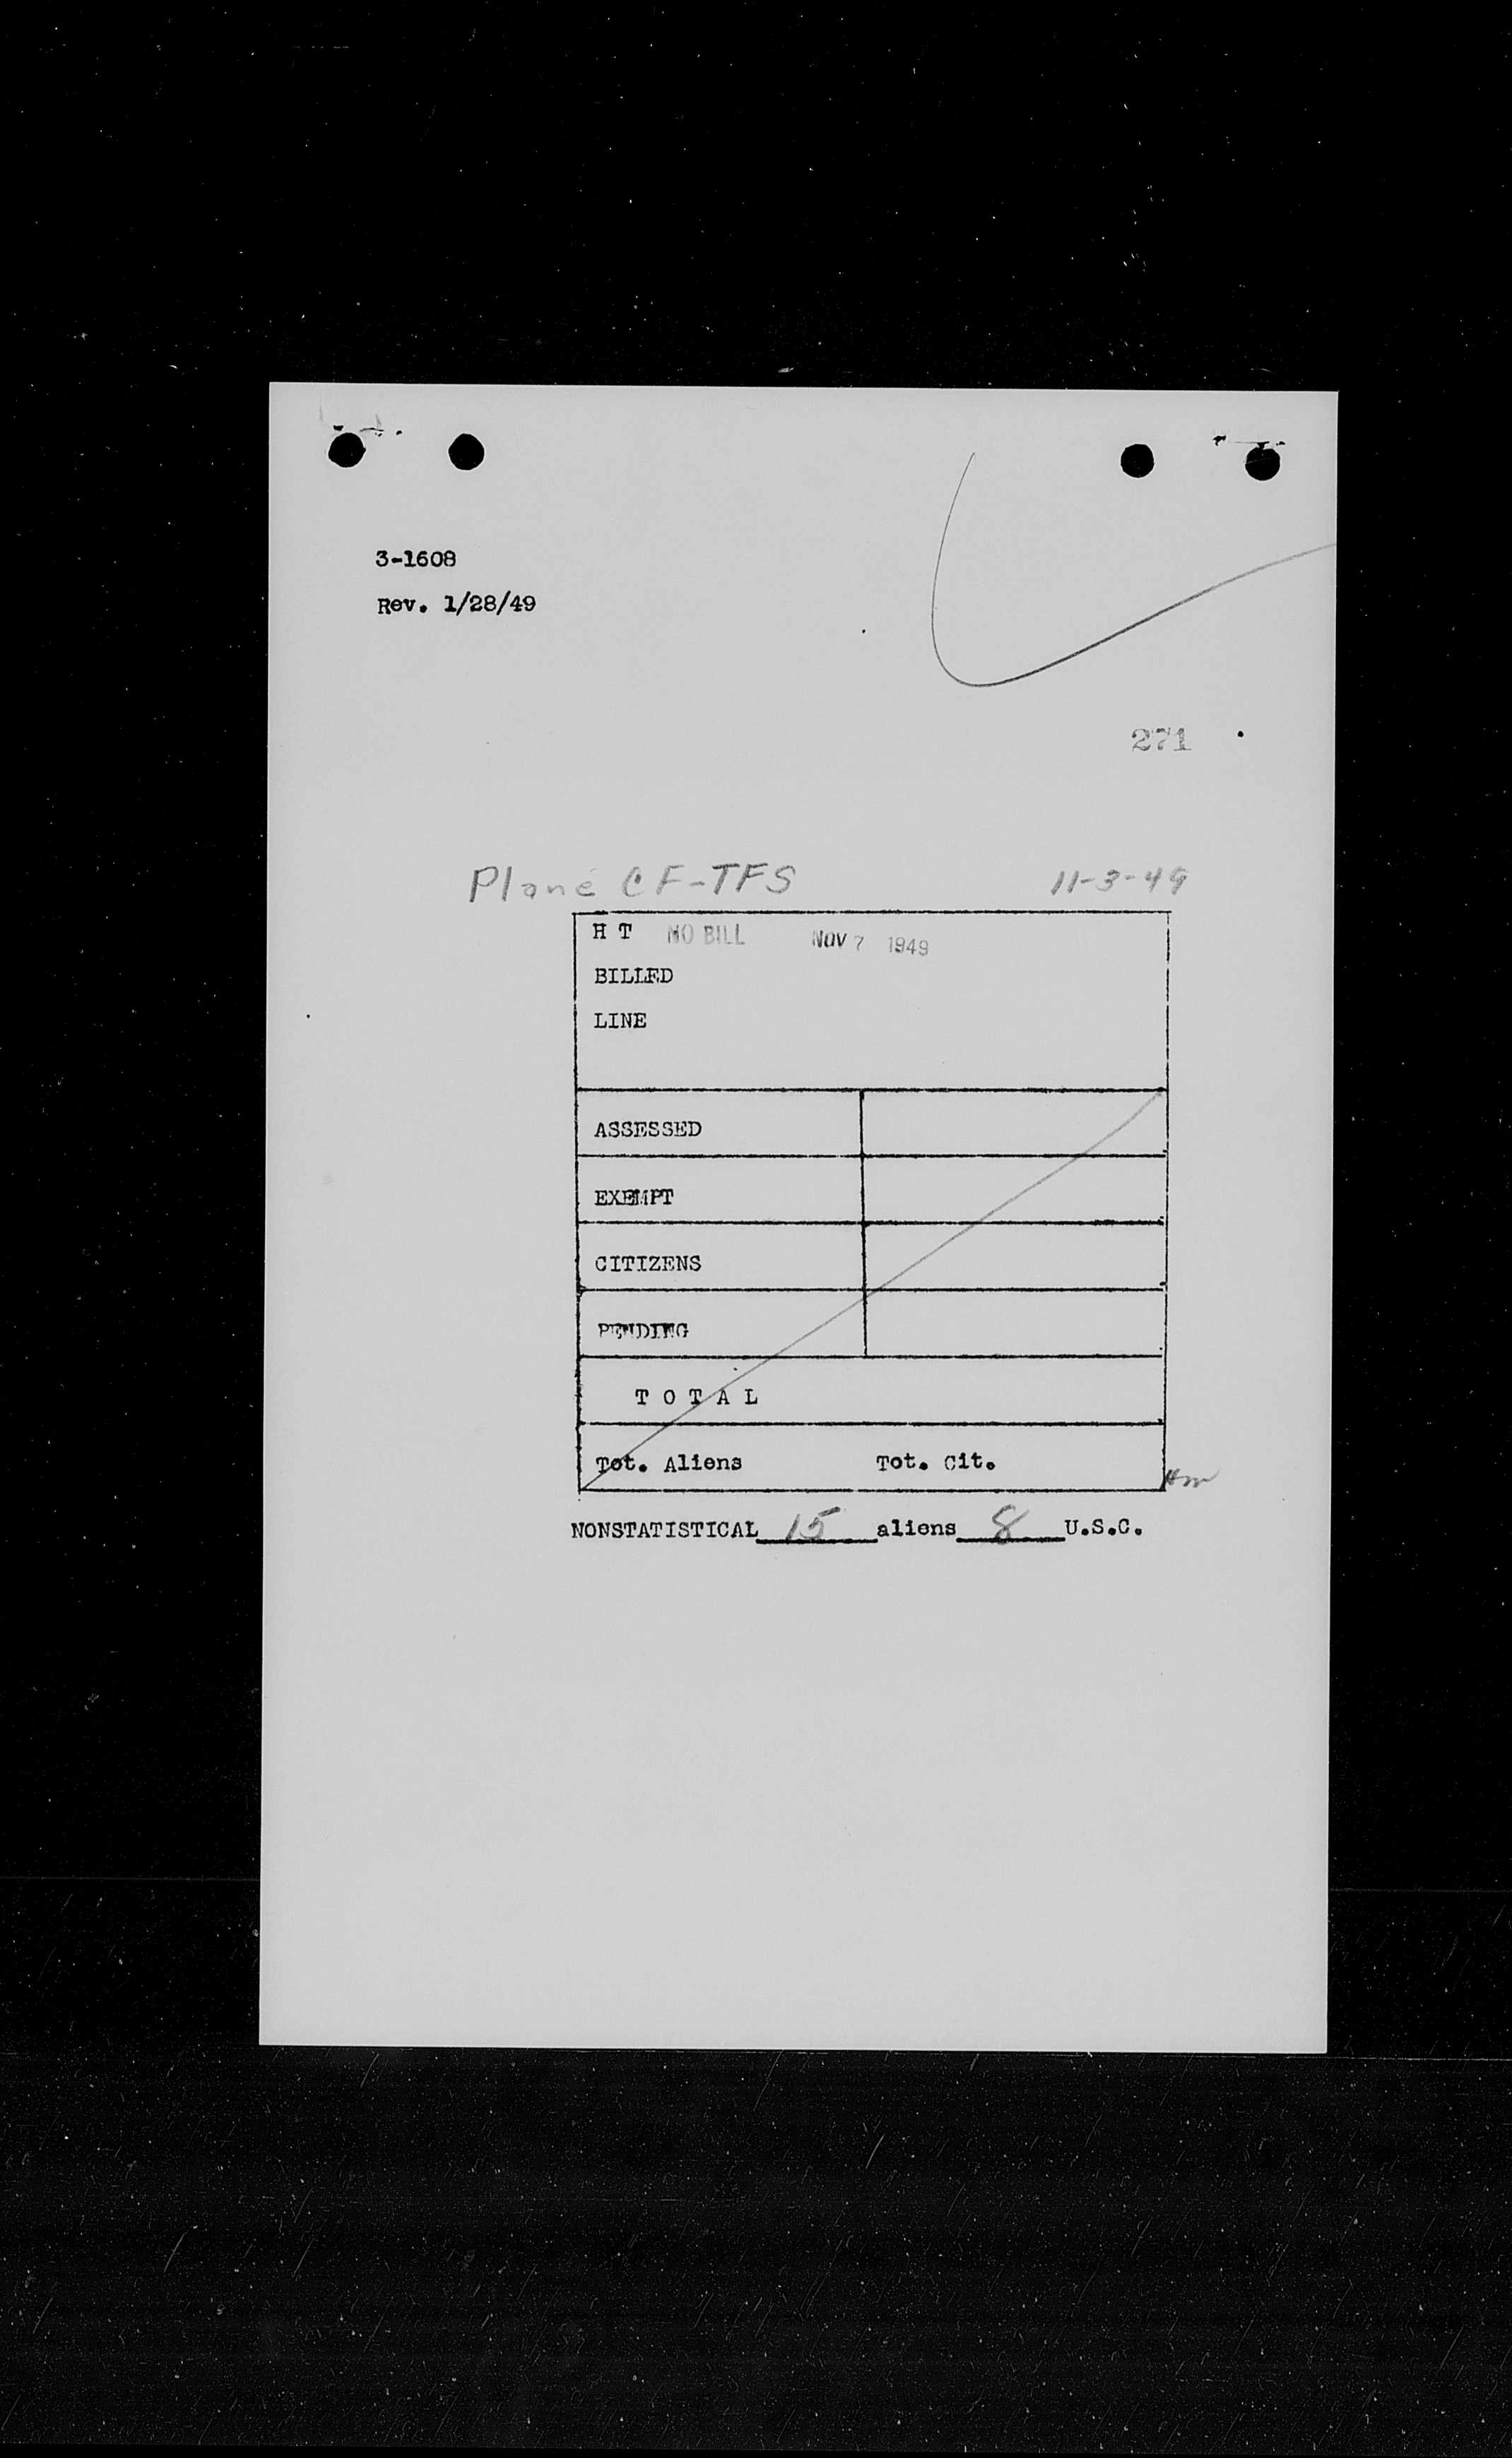 3-1608
Rev. 1/28/49
271
Plane CF-TFS 11-3-49
H T NO BILL NOV 7 1949
BILLED
LINE
ASSESSED
EXEMPT
CITIZENS
PENDING
T O T A L
Tot. Aliens Tot. Cit.
Hm
NONSTATISTICAL 15 aliens 8 U.S.C.